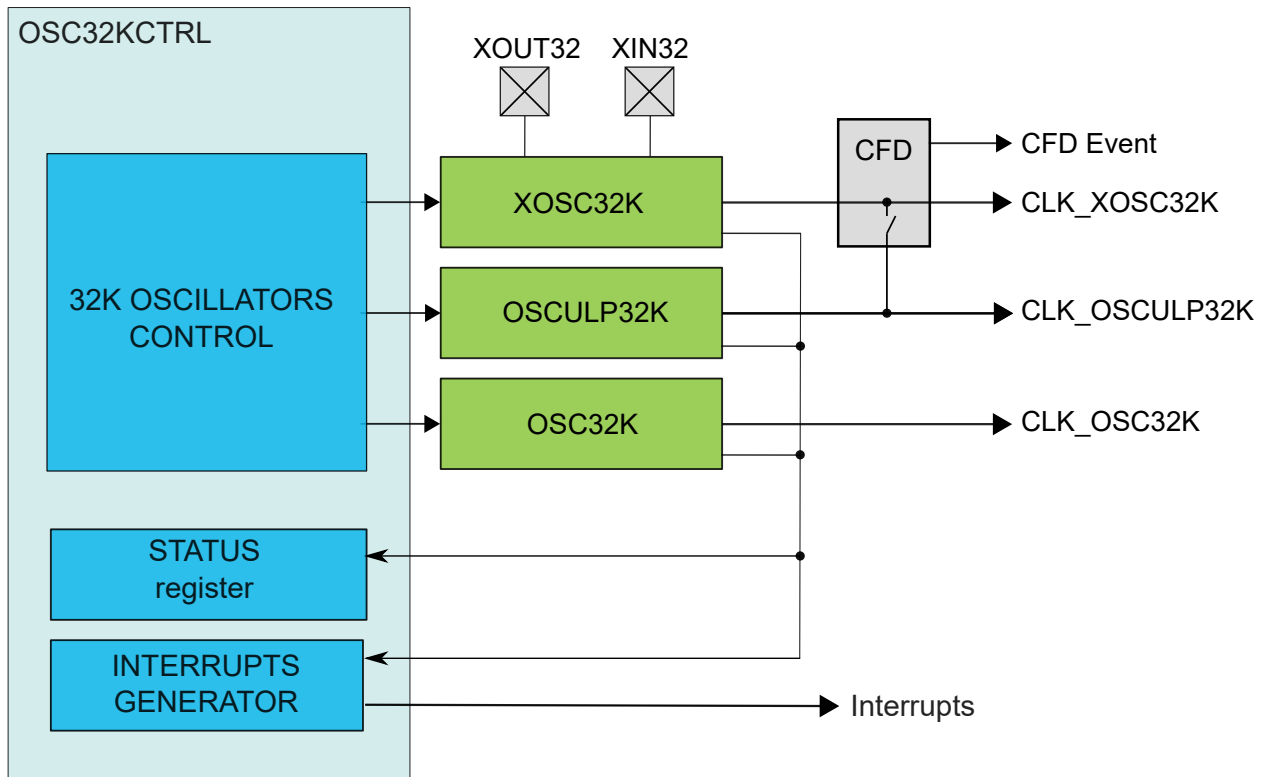 OSC32KCTRL
XOUT32
XIN32
CFD
CFD Event
XOSC32K
CLK_XOSC32K
32K OSCILLATORS
CONTROL
OSCULP32K
CLK_OSCULP32K
OSC32K
CLK_OSC32K
STATUS
register
INTERRUPTS
GENERATOR
Interrupts